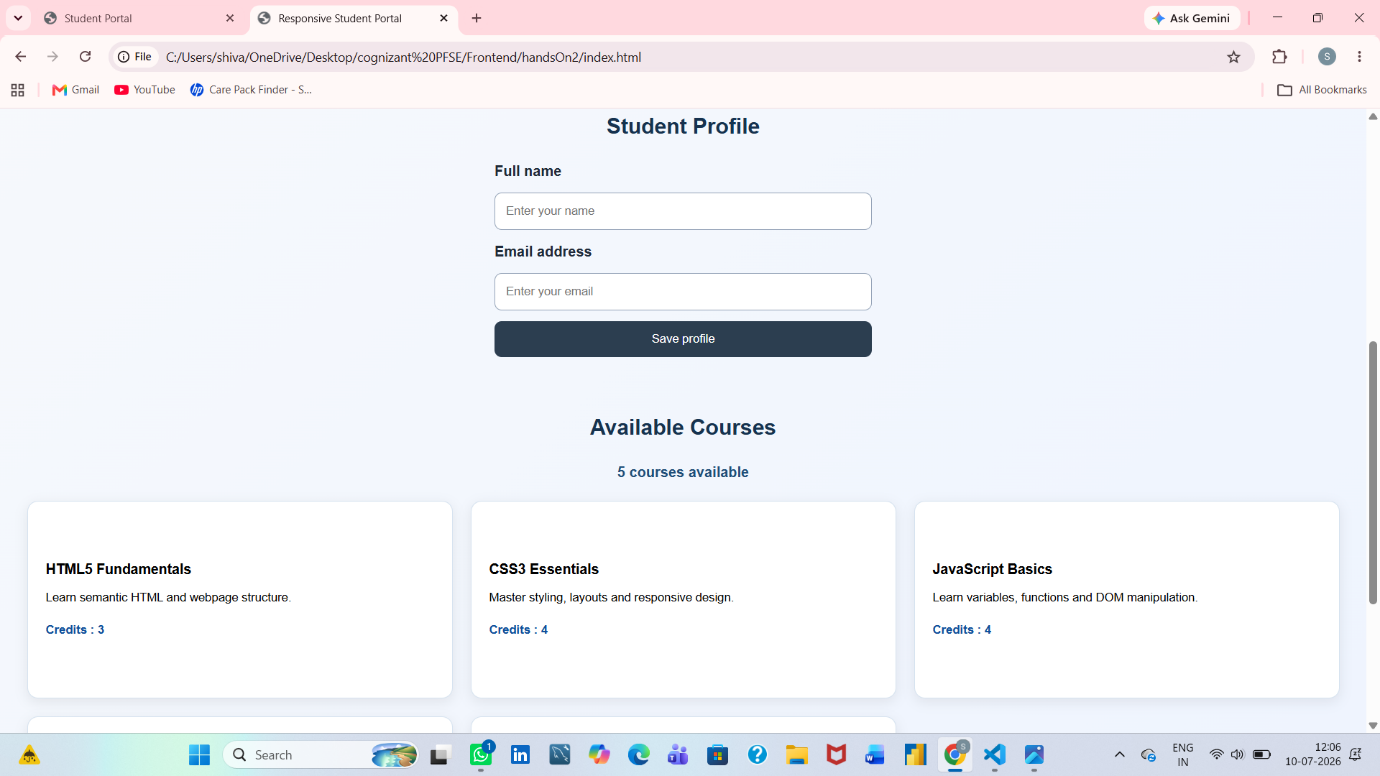 Student Portal
Responsive Student Portal
Ask Gemini
File
C:/Users/shiva/OneDrive/Desktop/cognizant%20PFSE/Frontend/handsOn2/index.html
S
Gmail
YouTube
Care Pack Finder - S...
All Bookmarks
Student Profile
Full name
Enter your name
Email address
Enter your email
Save profile
Available Courses
5 courses available
HTML5 Fundamentals
Learn semantic HTML and webpage structure.
Credits : 3
CSS3 Essentials
Master styling, layouts and responsive design.
Credits : 4
JavaScript Basics
Learn variables, functions and DOM manipulation.
Credits : 4
Search
1
ENG
IN
12:06
10-07-2026